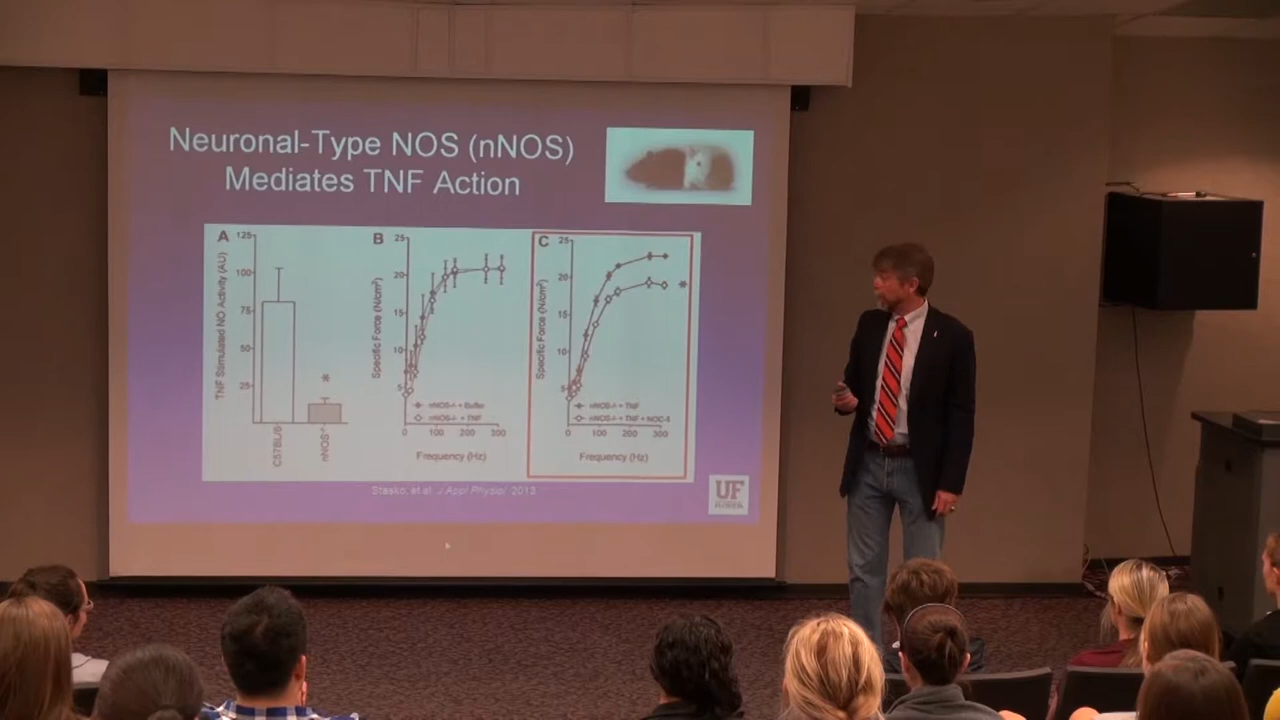 Neuronal-Type NOS (nNOS)
Mediates TNF Action
A
125
100
75
50
25
TNF Stimulated NO Activity (AU)
*
C57BL/6
nNOS-/-
B
25
20
15
10
5
Specific Force (N/cm²)
nNOS-/- + Buffer
nNOS-/- + TNF
0 100 200 300
Frequency (Hz)
C
25
20
15
10
5
Specific Force (N/cm²)
*
nNOS-/- + TNF
nNOS-/- + TNF + NOC-5
0 100 200 300
Frequency (Hz)
Stasko, et al. J Appl Physiol 2013
UF
FLORIDA